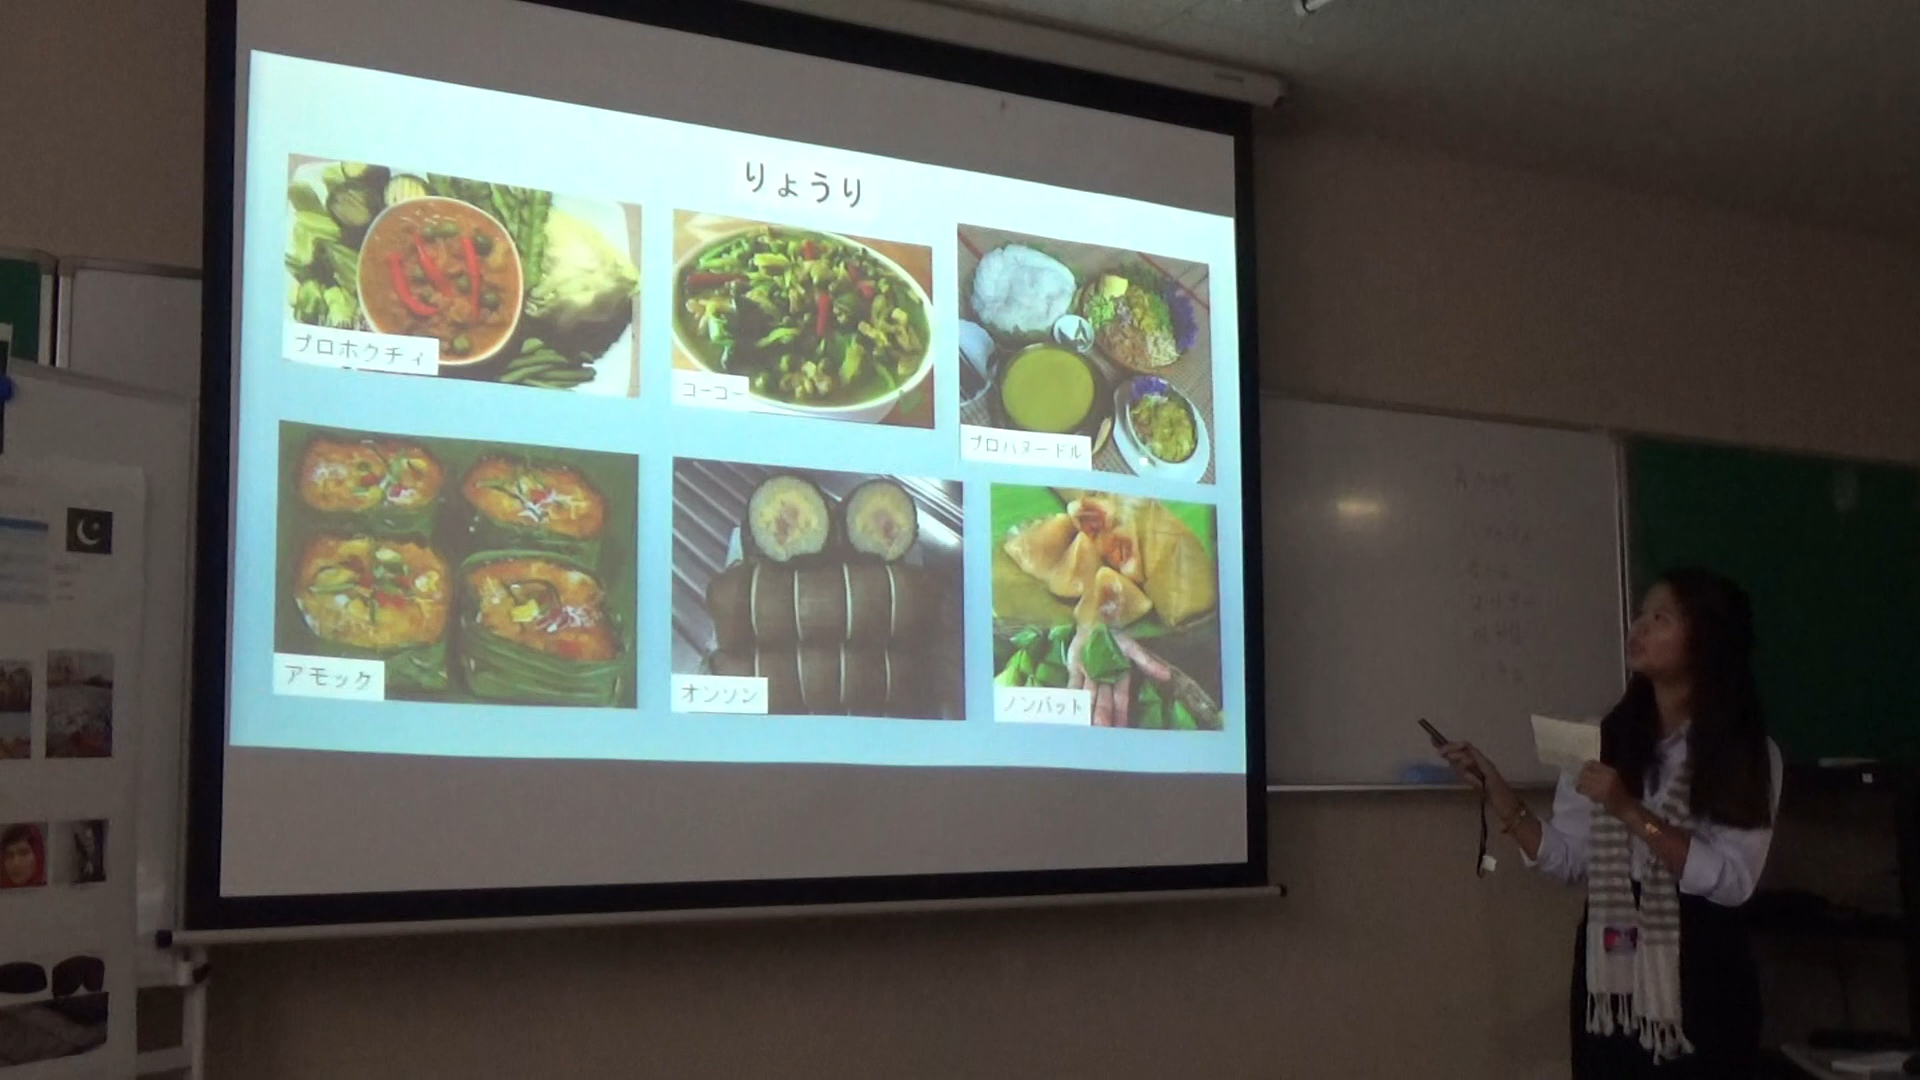 りょうり
プロホクチィ
コーコー
プロハヌードル
アモック
オンソン
ノンバット